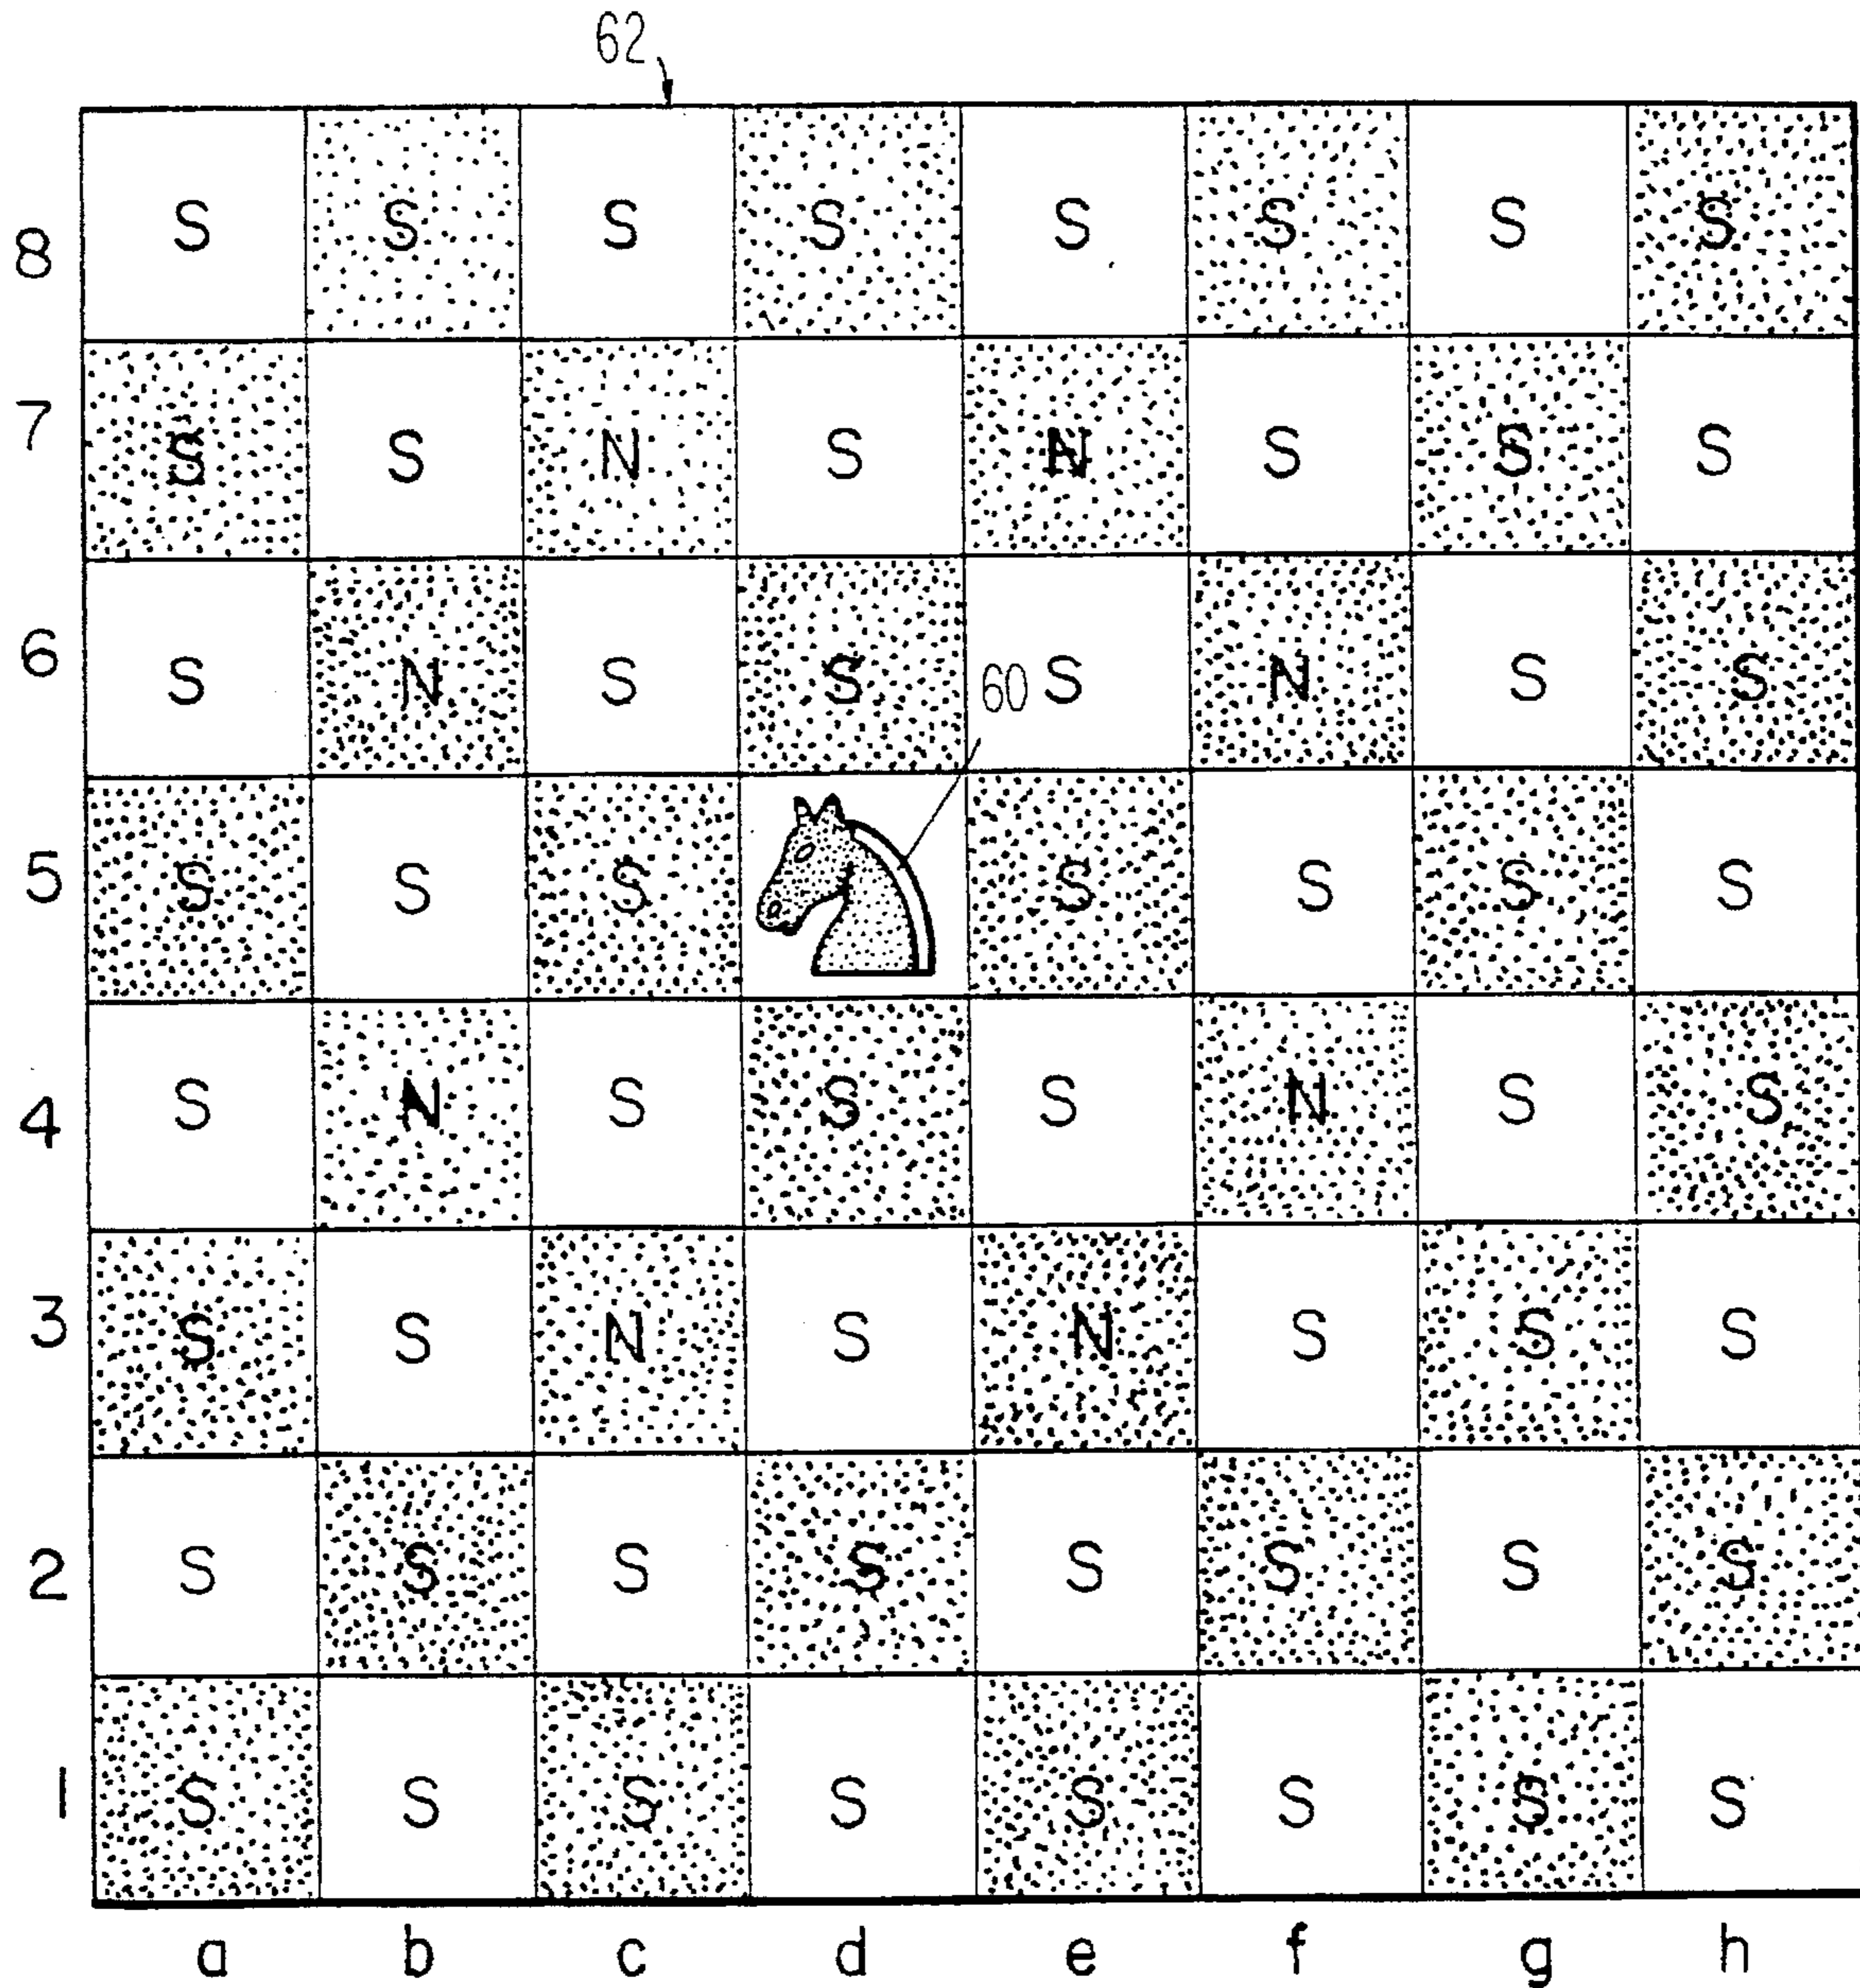 62
8 S S S S S S S S
7 S S N S N S S S
6 S N S S S N S S
60
5 S S S S S S S
4 S N S S S N S S
3 S S N S N S S S
2 S S S S S S S S
1 S S S S S S S S
a b c d e f g h